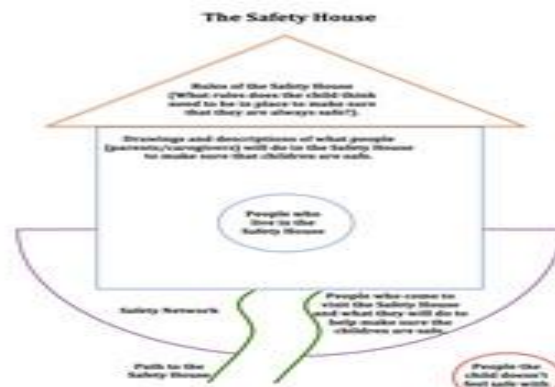 The Safety House
Rules of the Safety House
(What rules does the child think
need to be in place to make sure
that they are always safe?).
Drawings and descriptions of what people
(parents/caregivers) will do in the Safety House
to make sure that children are safe.
People who
live in the
Safety House
Safety Network
People who come to
visit the Safety House
and what they will do to
help make sure the
children are safe.
Path to the
Safety House
People the
child doesn't
feel safe with